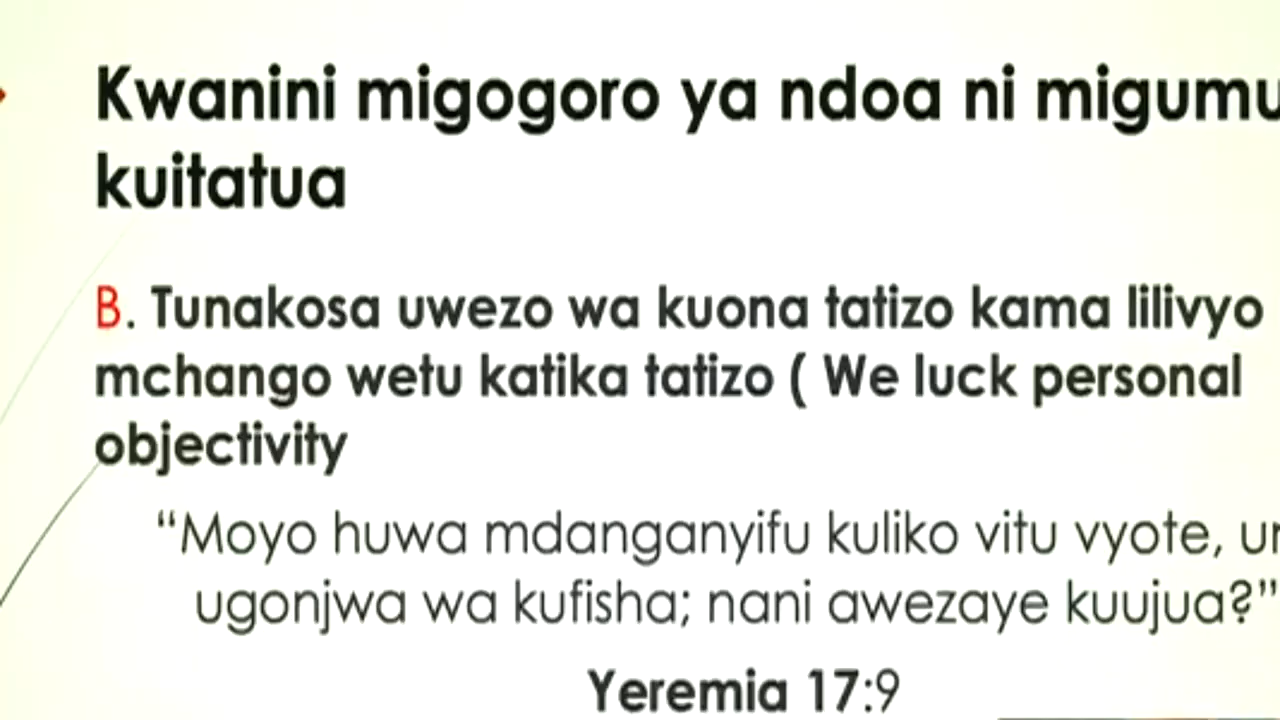 Kwanini migogoro ya ndoa ni migumu
kuitatua
B. Tunakosa uwezo wa kuona tatizo kama lilivyo
mchango wetu katika tatizo ( We luck personal
objectivity
“Moyo huwa mdanganyifu kuliko vitu vyote,
ugonjwa wa kufisha; nani awezaye kuujua?”
Yeremia 17:9